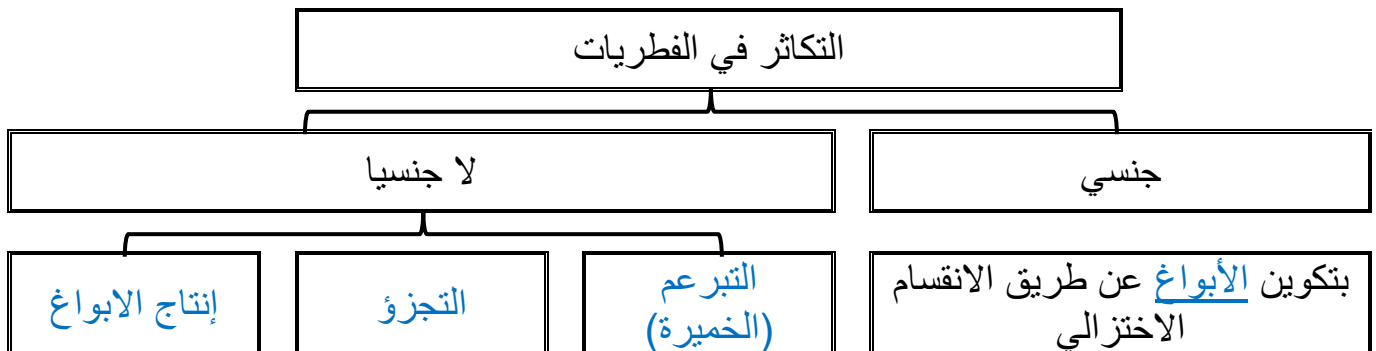 التكاثر في الفطريات
جنسي
لا جنسيا
بتكوين الأبواغ عن طريق الانقسام
الاختزالي
التبرعم
(الخميرة)
التجزؤ
إنتاج الابواغ